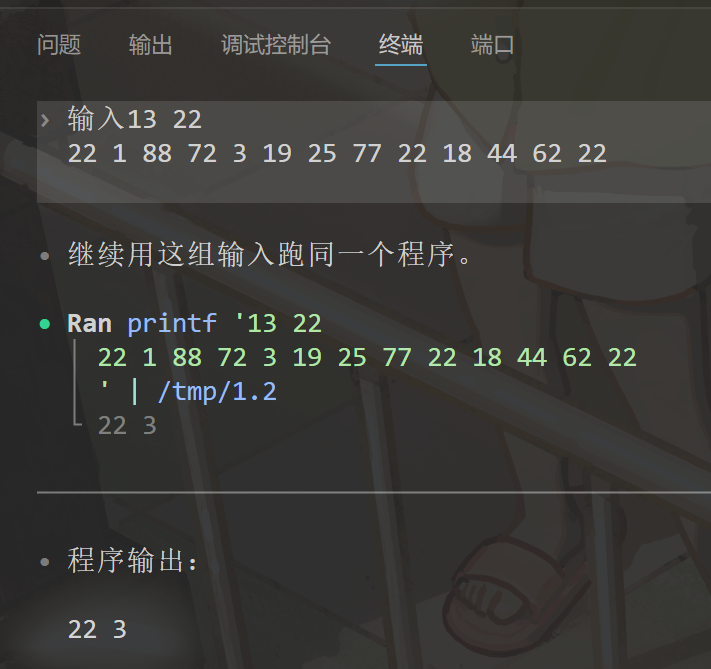 问题 输出 调试控制台 终端 端口
› 输入13 22
22 1 88 72 3 19 25 77 22 18 44 62 22
• 继续用这组输入跑同一个程序。
• Ran printf '13 22
22 1 88 72 3 19 25 77 22 18 44 62 22
' | /tmp/1.2
22 3
• 程序输出：
22 3